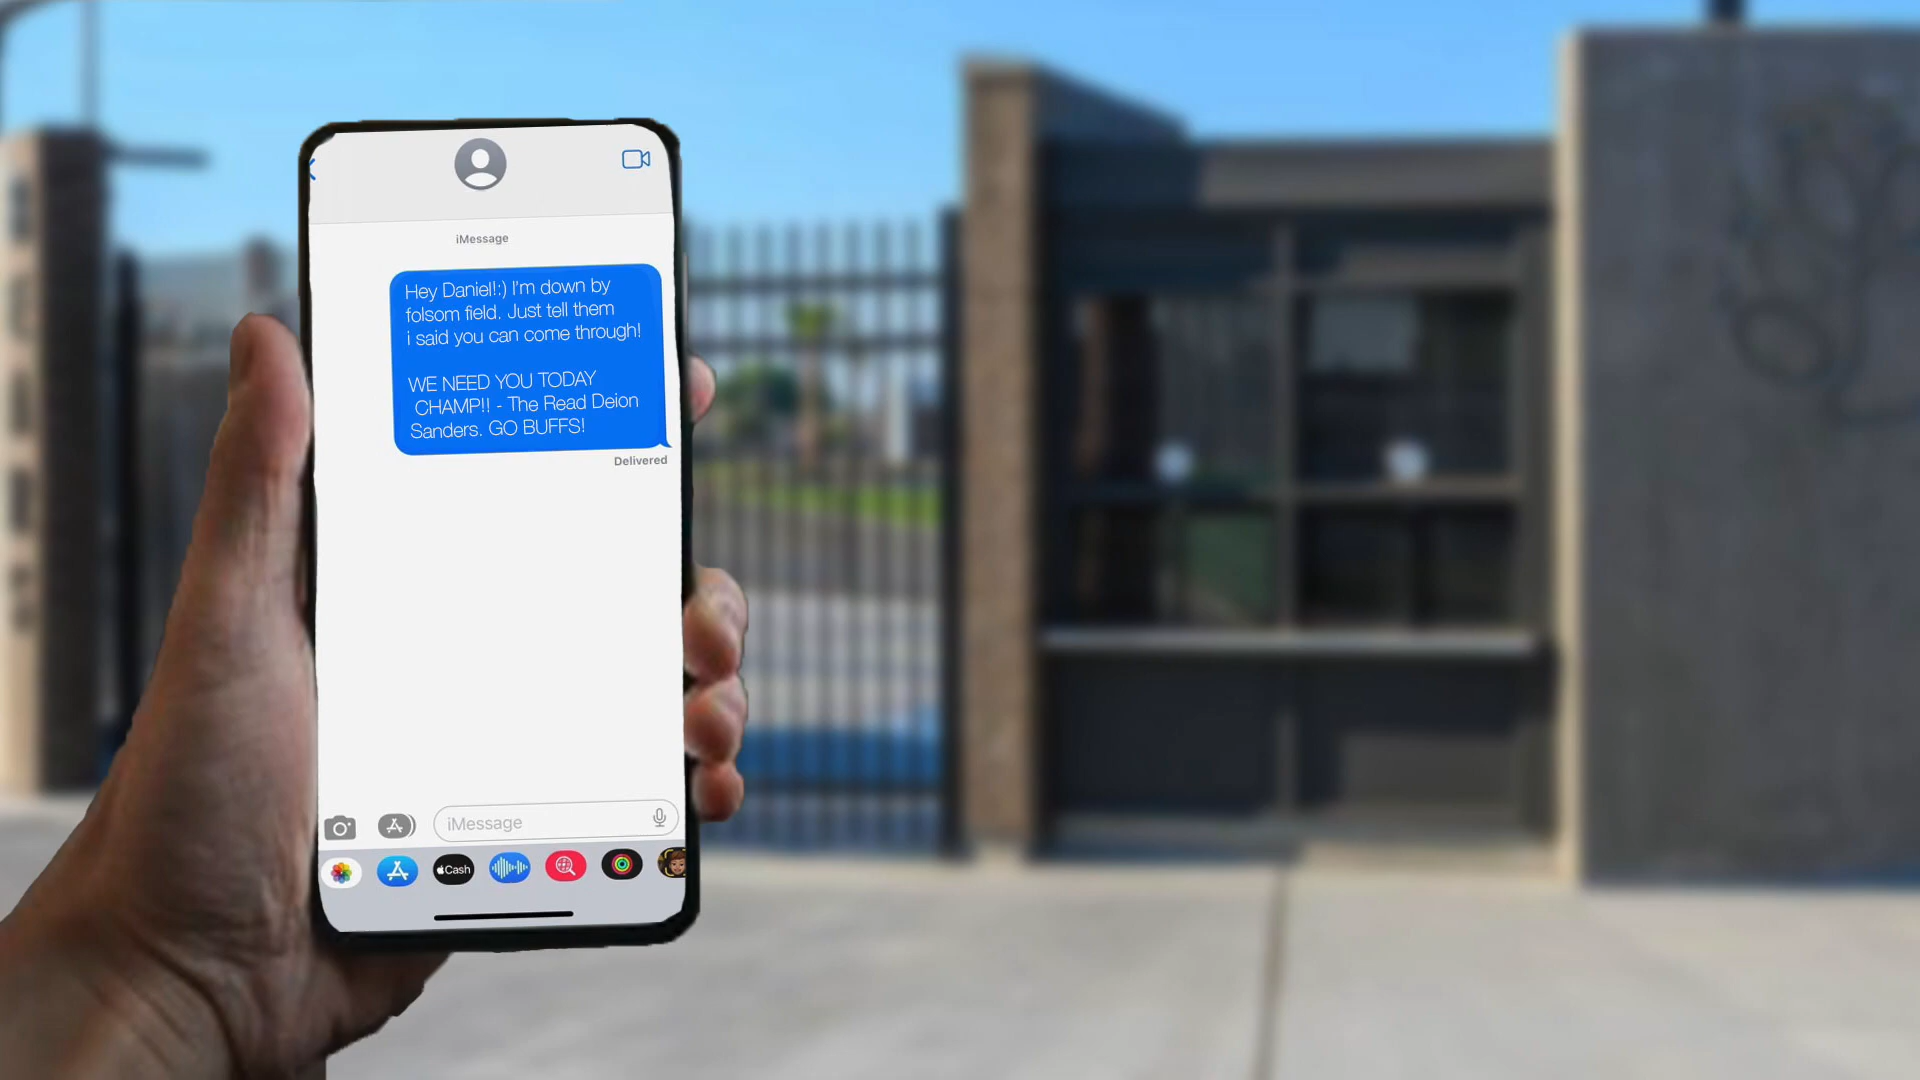 iMessage
Hey Daniel!:) I'm down by
folsom field. Just tell them
i said you can come through!
WE NEED YOU TODAY
CHAMP!! - The Read Deion
Sanders. GO BUFFS!
Delivered
iMessage
Cash